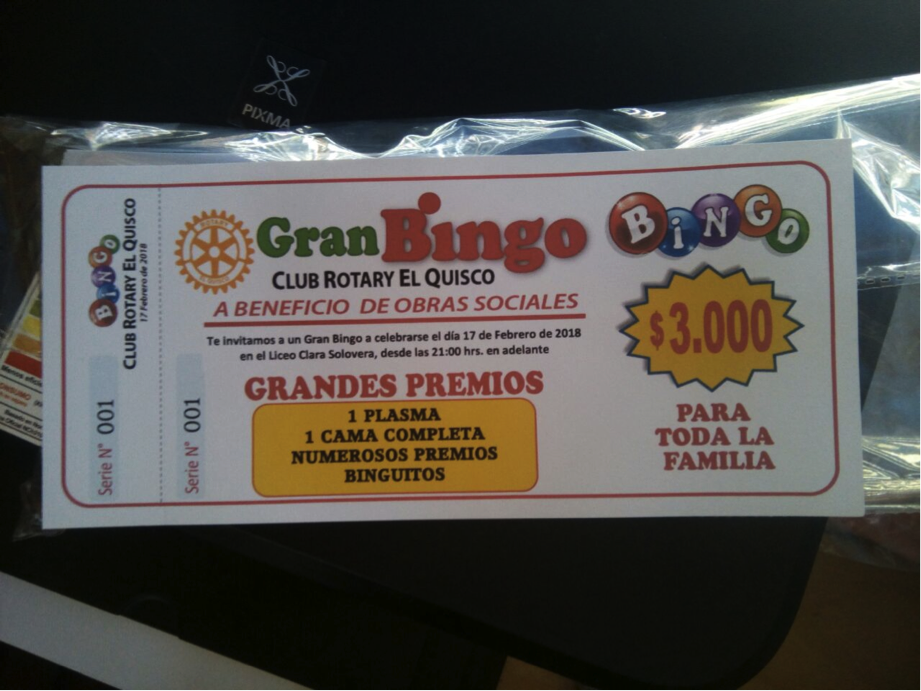 PIXMA
BINGO
CLUB ROTARY EL QUISCO
17 Febrero de 2018
Serie N° 001
Serie N° 001
ROTARY
Gran Bingo
CLUB ROTARY EL QUISCO
A BENEFICIO DE OBRAS SOCIALES
Te invitamos a un Gran Bingo a celebrarse el día 17 de Febrero de 2018
en el Liceo Clara Solovera, desde las 21:00 hrs. en adelante
GRANDES PREMIOS
1 PLASMA
1 CAMA COMPLETA
NUMEROSOS PREMIOS
BINGUITOS
BINGO
$3.000
PARA
TODA LA
FAMILIA